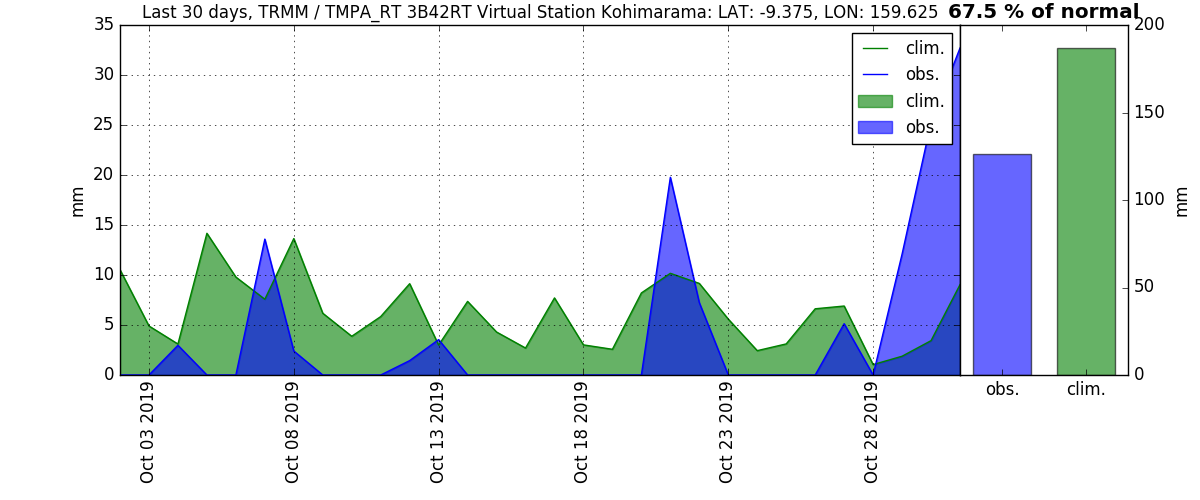 Last 30 days, TRMM / TMPA_RT 3B42RT Virtual Station Kohimarama: LAT: -9.375, LON: 159.625
67.5 % of normal
35
30
25
20
15
10
5
0
mm
clim.
obs.
clim.
obs.
200
150
100
50
0
mm
obs.
clim.
Oct 03 2019
Oct 08 2019
Oct 13 2019
Oct 18 2019
Oct 23 2019
Oct 28 2019